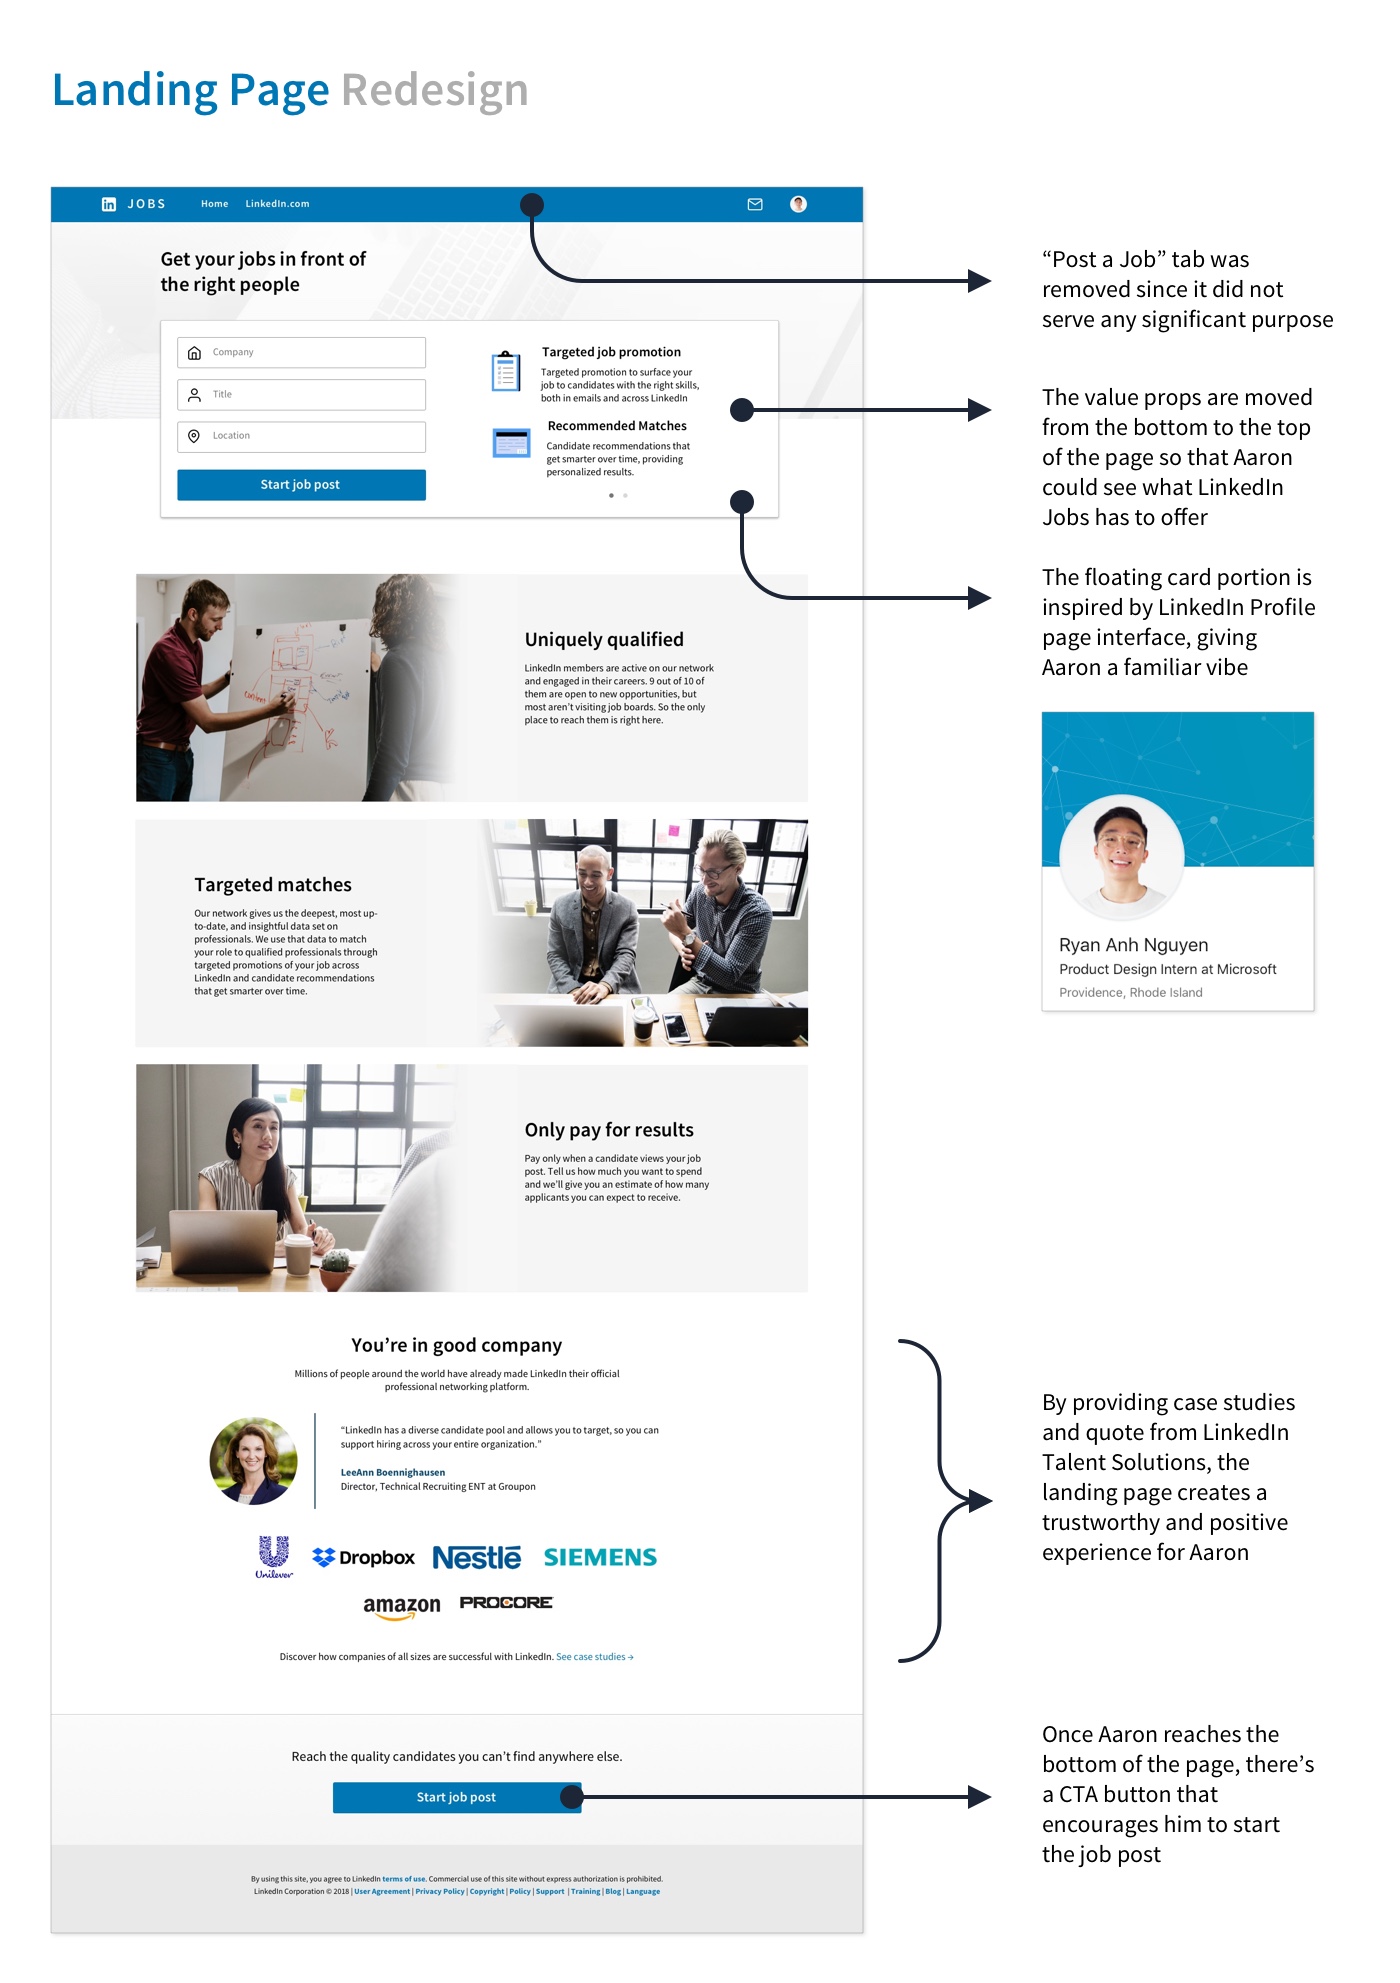 Landing Page Redesign
in JOBS Home LinkedIn.com
Get your jobs in front of
the right people
Company
Title
Location
Start job post
Targeted job promotion
Targeted promotion to surface your
job to candidates with the right skills,
both in emails and across LinkedIn
Recommended Matches
Candidate recommendations that
get smarter over time, providing
personalized results.
“Post a Job” tab was
removed since it did not
serve any significant purpose
The value props are moved
from the bottom to the top
of the page so that Aaron
could see what LinkedIn
Jobs has to offer
The floating card portion is
inspired by LinkedIn Profile
page interface, giving
Aaron a familiar vibe
Ryan Anh Nguyen
Product Design Intern at Microsoft
Providence, Rhode Island
Uniquely qualified
LinkedIn members are active on our network
and engaged in their careers. 9 out of 10 of
them are open to new opportunities, but
most aren’t visiting job boards. So the only
place to reach them is right here.
content
Targeted matches
Our network gives us the deepest, most up-
to-date, and insightful data set on
professionals. We use that data to match
your role to qualified professionals through
targeted promotions of your job across
LinkedIn and candidate recommendations
that get smarter over time.
Only pay for results
Pay only when a candidate views your job
post. Tell us how much you want to spend
and we’ll give you an estimate of how many
applicants you can expect to receive.
You’re in good company
Millions of people around the world have already made LinkedIn their official
professional networking platform.
“LinkedIn has a diverse candidate pool and allows you to target, so you can
support hiring across your entire organization.”
LeeAnn Boennighausen
Director, Technical Recruiting ENT at Groupon
Unilever Dropbox Nestlé SIEMENS
amazon PROCORE
Discover how companies of all sizes are successful with LinkedIn. See case studies →
By providing case studies
and quote from LinkedIn
Talent Solutions, the
landing page creates a
trustworthy and positive
experience for Aaron
Reach the quality candidates you can’t find anywhere else.
Start job post
Once Aaron reaches the
bottom of the page, there’s
a CTA button that
encourages him to start
the job post
By using this site, you agree to LinkedIn terms of use. Commercial use of this site without express authorization is prohibited.
LinkedIn Corporation © 2018 | User Agreement | Privacy Policy | Copyright | Policy | Support | Training | Blog | Language